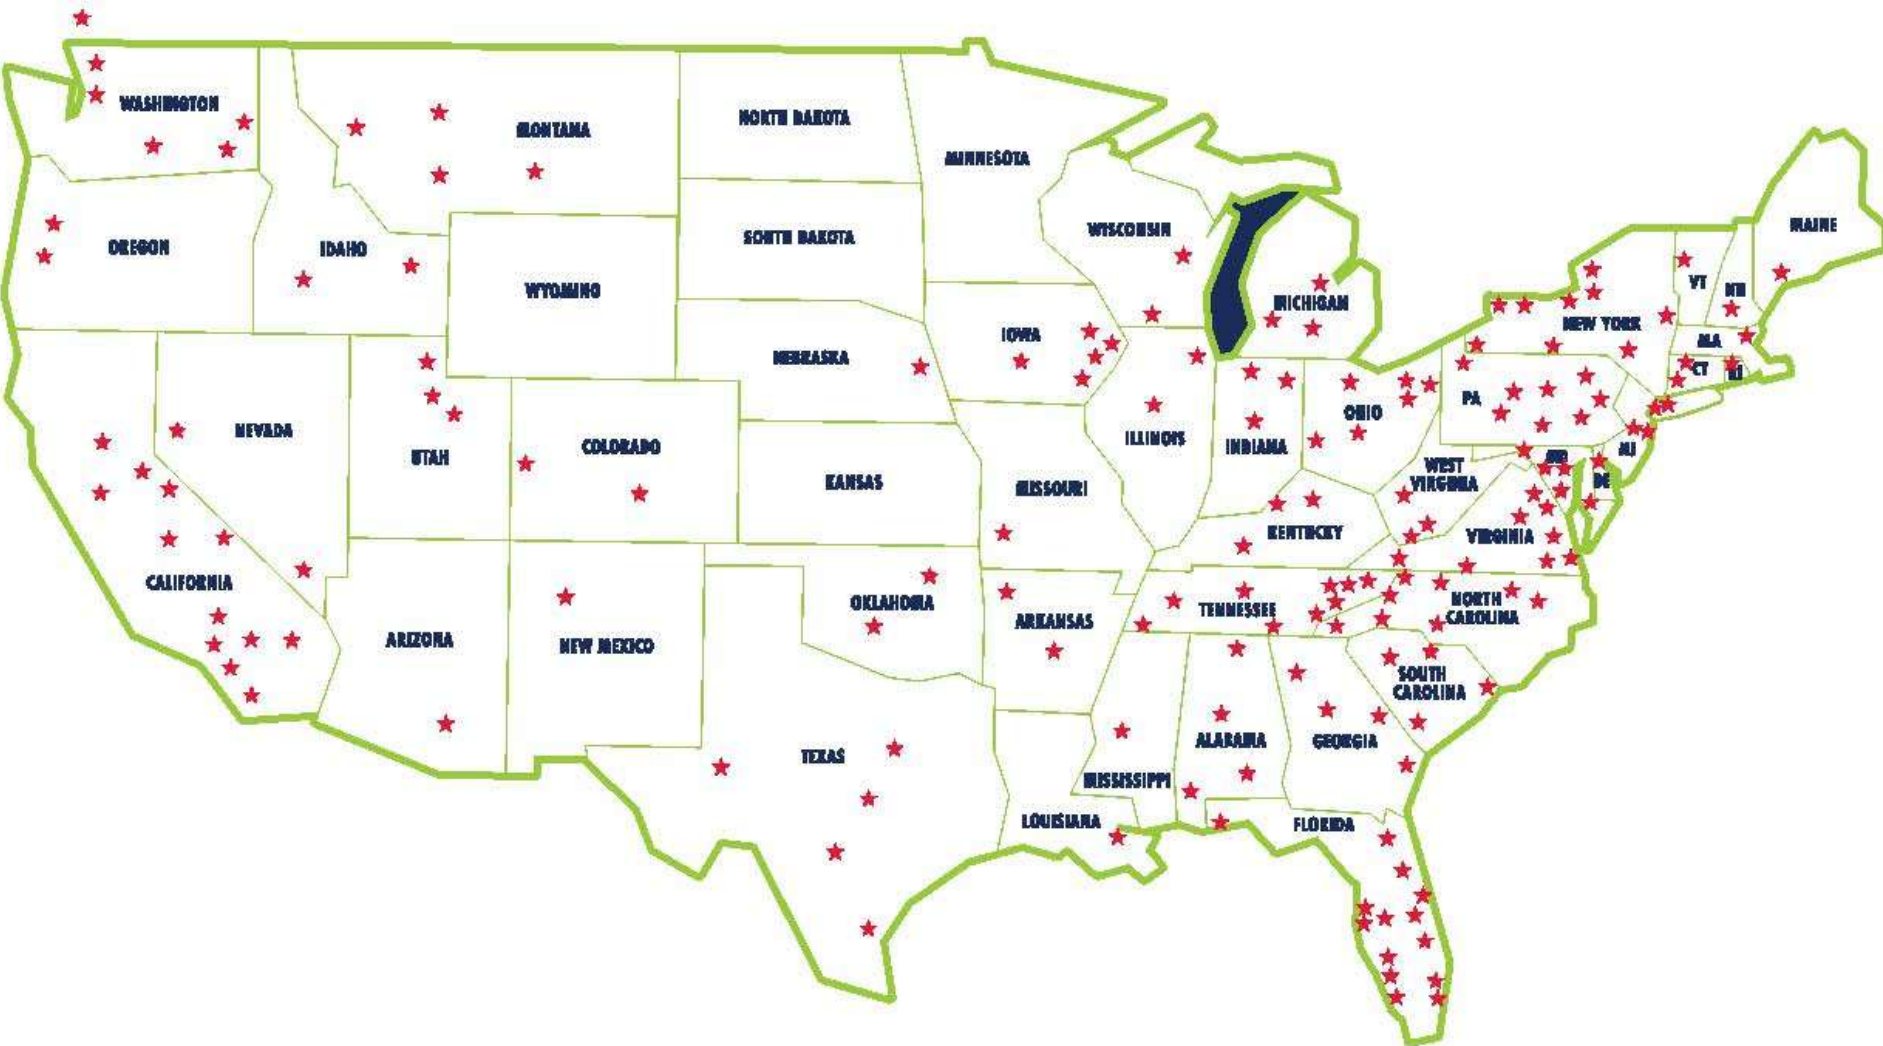 WASHINGTON
MONTANA
NORTH DAKOTA
MINNESOTA
MAINE
OREGON
IDAHO
SOUTH DAKOTA
WISCONSIN
VT
NH
WYOMING
MICHIGAN
NEW YORK
IOWA
MA
NEBRASKA
CT
RI
PA
OHIO
NEVADA
UTAH
COLORADO
ILLINOIS
INDIANA
NJ
MD
WEST
VIRGINIA
KANSAS
MISSOURI
DE
KENTUCKY
VIRGINIA
CALIFORNIA
OKLAHOMA
ARKANSAS
TENNESSEE
NORTH
CAROLINA
ARIZONA
NEW MEXICO
SOUTH
CAROLINA
TEXAS
ALABAMA
GEORGIA
MISSISSIPPI
LOUISIANA
FLORIDA